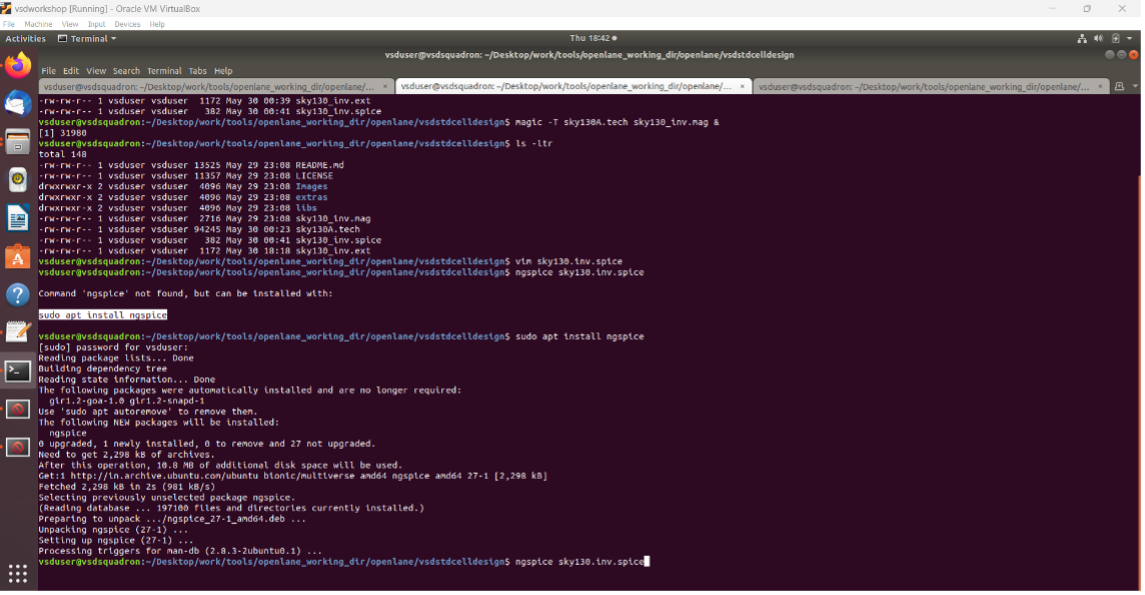 vsdworkshop [Running] - Oracle VM VirtualBox
File Machine View Input Devices Help
Activities Terminal Thu 18:42
vsduser@vsdsquadron: ~/Desktop/work/tools/openlane_working_dir/openlane/vsdstdcelldesign
File Edit View Search Terminal Tabs Help
vsduser@vsdsquadron: ~/Desktop/work/tools/openlane_working_dir/openlane/... × vsduser@vsdsquadron: ~/Desktop/work/tools/openlane_working_dir/openlane/... × vsduser@vsdsquadron: ~/Desktop/work/tools/openlane_working_dir/openlane/... ×
-rw-rw-r-- 1 vsduser vsduser 1172 May 30 00:39 sky130_inv.ext
-rw-rw-r-- 1 vsduser vsduser 382 May 30 00:41 sky130_inv.spice
vsduser@vsdsquadron:~/Desktop/work/tools/openlane_working_dir/openlane/vsdstdcelldesign$ magic -T sky130A.tech sky130_inv.mag &
[1] 31980
vsduser@vsdsquadron:~/Desktop/work/tools/openlane_working_dir/openlane/vsdstdcelldesign$ ls -ltr
total 148
-rw-rw-r-- 1 vsduser vsduser 13525 May 29 23:08 README.md
-rw-rw-r-- 1 vsduser vsduser 11357 May 29 23:08 LICENSE
drwxrwxr-x 2 vsduser vsduser 4096 May 29 23:08 Images
drwxrwxr-x 2 vsduser vsduser 4096 May 29 23:08 extras
drwxrwxr-x 2 vsduser vsduser 4096 May 29 23:08 libs
-rw-rw-r-- 1 vsduser vsduser 2716 May 29 23:08 sky130_inv.mag
-rw-rw-r-- 1 vsduser vsduser 94245 May 30 00:23 sky130A.tech
-rw-rw-r-- 1 vsduser vsduser 382 May 30 00:41 sky130_inv.spice
-rw-rw-r-- 1 vsduser vsduser 1172 May 30 18:18 sky130_inv.ext
vsduser@vsdsquadron:~/Desktop/work/tools/openlane_working_dir/openlane/vsdstdcelldesign$ vim sky130.inv.spice
vsduser@vsdsquadron:~/Desktop/work/tools/openlane_working_dir/openlane/vsdstdcelldesign$ ngspice sky130.inv.spice
Command 'ngspice' not found, but can be installed with:
sudo apt install ngspice
vsduser@vsdsquadron:~/Desktop/work/tools/openlane_working_dir/openlane/vsdstdcelldesign$ sudo apt install ngspice
[sudo] password for vsduser:
Reading package lists... Done
Building dependency tree
Reading state information... Done
The following packages were automatically installed and are no longer required:
gir1.2-goa-1.0 gir1.2-snapd-1
Use 'sudo apt autoremove' to remove them.
The following NEW packages will be installed:
ngspice
0 upgraded, 1 newly installed, 0 to remove and 27 not upgraded.
Need to get 2,298 kB of archives.
After this operation, 10.8 MB of additional disk space will be used.
Get:1 http://in.archive.ubuntu.com/ubuntu bionic/multiverse amd64 ngspice amd64 27-1 [2,298 kB]
Fetched 2,298 kB in 2s (981 kB/s)
Selecting previously unselected package ngspice.
(Reading database ... 197100 files and directories currently installed.)
Preparing to unpack .../ngspice_27-1_amd64.deb ...
Unpacking ngspice (27-1) ...
Setting up ngspice (27-1) ...
Processing triggers for man-db (2.8.3-2ubuntu0.1) ...
vsduser@vsdsquadron:~/Desktop/work/tools/openlane_working_dir/openlane/vsdstdcelldesign$ ngspice sky130.inv.spice